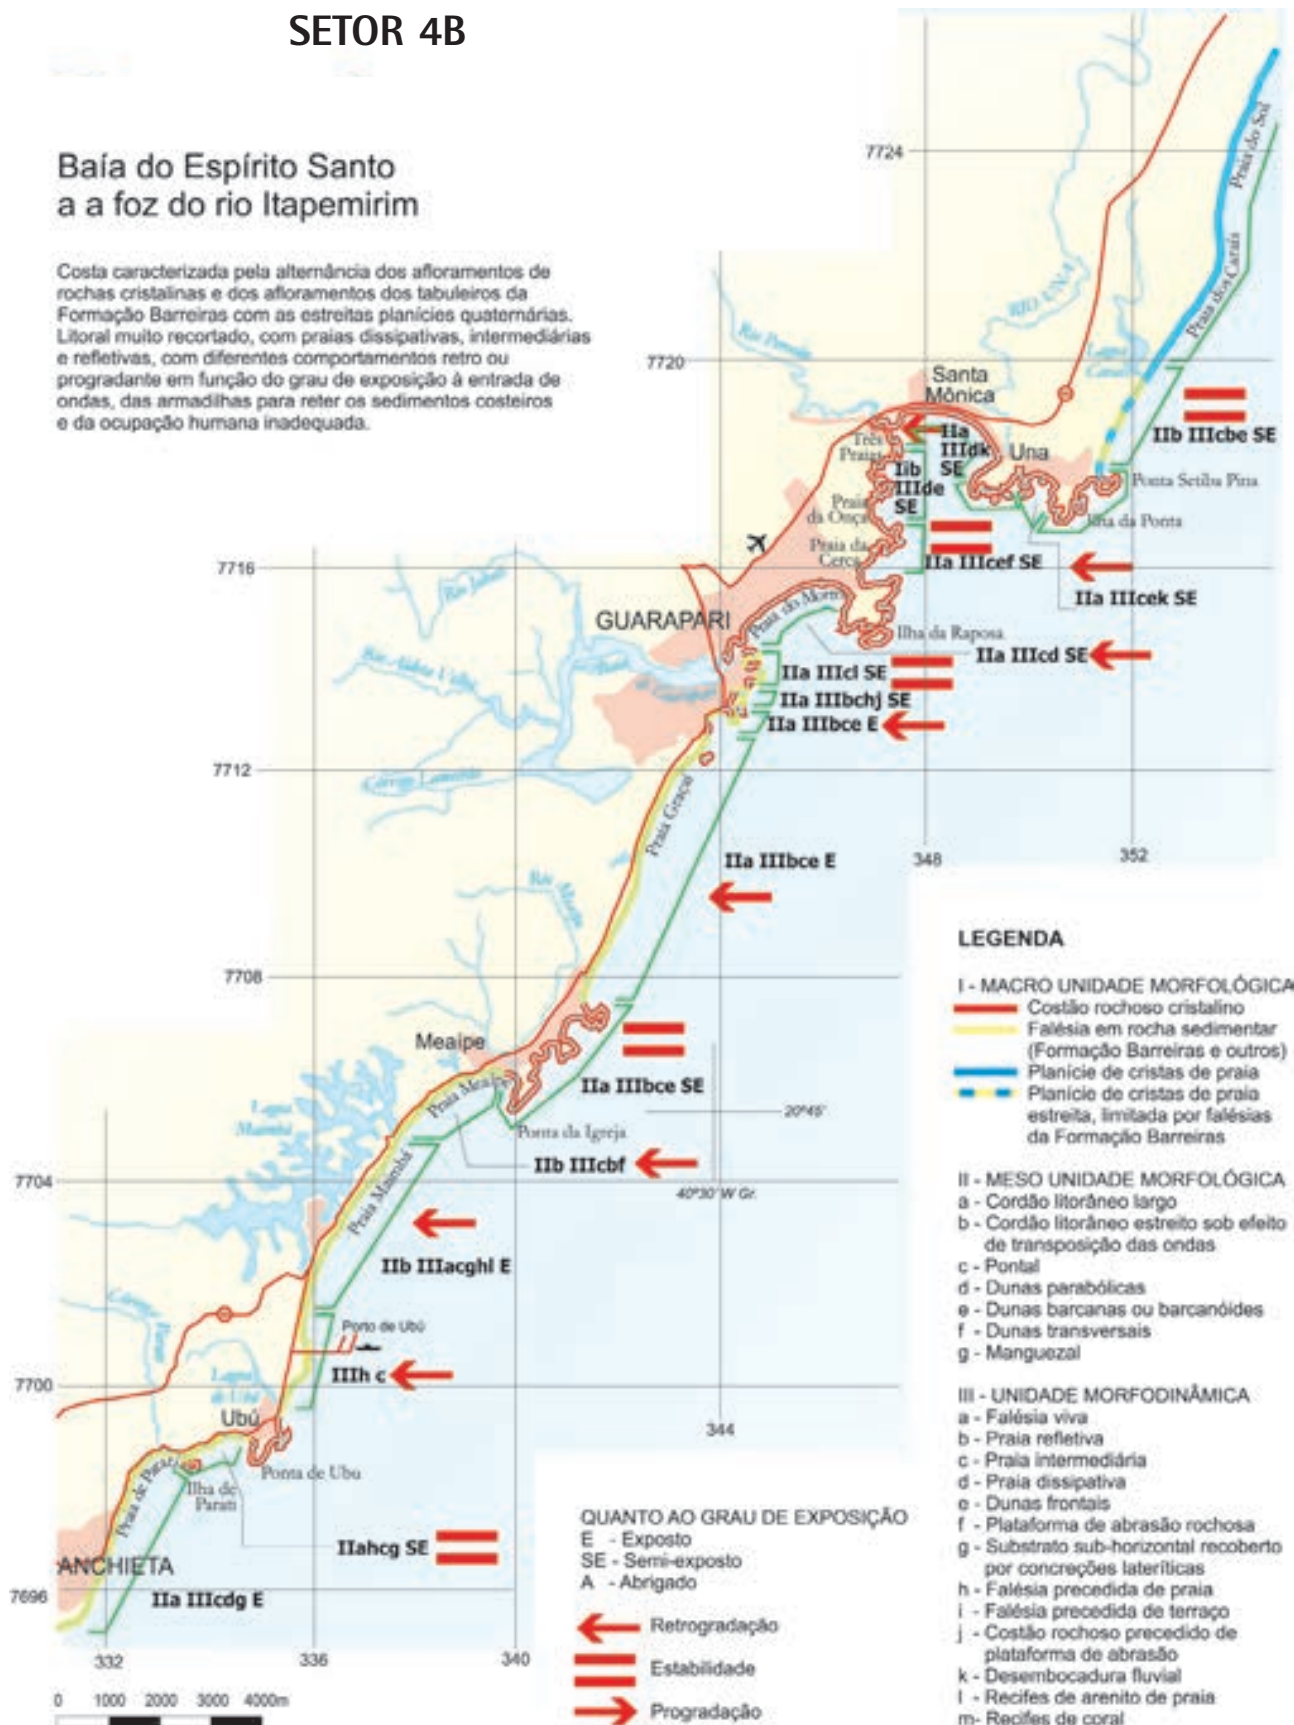 SETOR 4B
Baía do Espírito Santo
a a foz do rio Itapemirim
Costa caracterizada pela alternância dos afloramentos de
rochas cristalinas e dos afloramentos dos tabuleiros da
Formação Barreiras com as estreitas planícies quaternárias.
Litoral muito recortado, com praias dissipativas, intermediárias
e refletivas, com diferentes comportamentos retro ou
progradante em função do grau de exposição à entrada de
ondas, das armadilhas para reter os sedimentos costeiros
e da ocupação humana inadequada.
7724
Praia do Sol
Praia dos Carais
RIO UNA
7720
Santa
Mônica
IIb IIIcbe SE
Três
Praias
IIa
IIIdk
SE
Una
Iib
IIIde
SE
Ponta Setiba Pina
Ilha da Ponta
Praia
da Onça
Praia da
Cerca
7716
IIa IIIcef SE
IIa IIIcek SE
GUARAPARI
Praia do Morro
Ilha da Raposa
IIa IIIcd SE
IIa IIIcl SE
IIa IIIbchj SE
IIa IIIbce E
7712
Praia Graçaí
348
352
IIa IIIbce E
7708
Meaípe
IIa IIIbce SE
Praia Meaípe
20º45'
Ponta da Igreja
IIb IIIcbf
7704
40º30' W Gr.
Praia Maimbá
IIb IIIacghl E
Porto de Ubú
IIIh c
7700
Lagoa
de Ubú
Ubú
344
Ponta de Ubu
Praia de Parati
Ilha de
Parati
IIahcg SE
ANCHIETA
7696
IIa IIIcdg E
332
336
340
0 1000 2000 3000 4000m
QUANTO AO GRAU DE EXPOSIÇÃO
E - Exposto
SE - Semi-exposto
A - Abrigado
Retrogradação
Estabilidade
Progradação
LEGENDA
I - MACRO UNIDADE MORFOLÓGICA
Costão rochoso cristalino
Falésia em rocha sedimentar
(Formação Barreiras e outros)
Planície de cristas de praia
Planície de cristas de praia
estreita, limitada por falésias
da Formação Barreiras
II - MESO UNIDADE MORFOLÓGICA
a - Cordão litorâneo largo
b - Cordão litorâneo estreito sob efeito
de transposição das ondas
c - Pontal
d - Dunas parabólicas
e - Dunas barcanas ou barcanóides
f - Dunas transversais
g - Manguezal
III - UNIDADE MORFODINÂMICA
a - Falésia viva
b - Praia refletiva
c - Praia intermediária
d - Praia dissipativa
e - Dunas frontais
f - Plataforma de abrasão rochosa
g - Substrato sub-horizontal recoberto
por concreções lateríticas
h - Falésia precedida de praia
i - Falésia precedida de terraço
j - Costão rochoso precedido de
plataforma de abrasão
k - Desembocadura fluvial
l - Recifes de arenito de praia
m- Recifes de coral